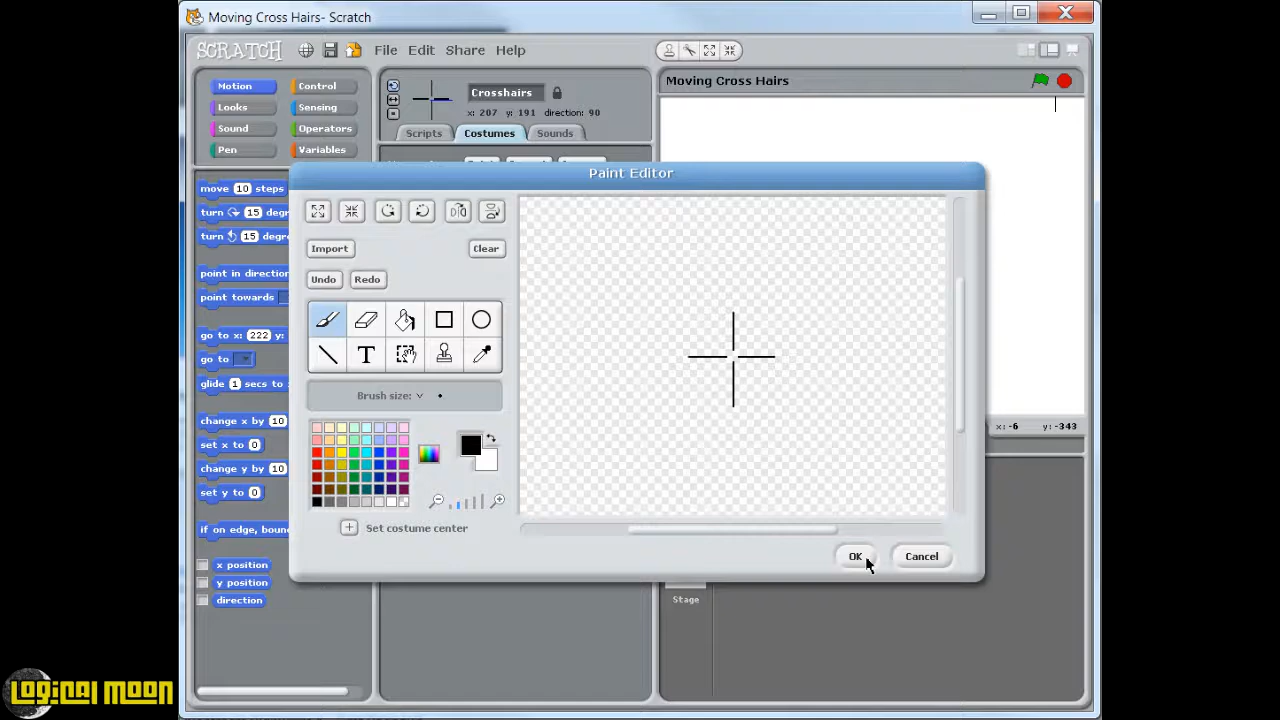 Moving Cross Hairs- Scratch
SCRATCH File Edit Share Help
Motion Control
Looks Sensing
Sound Operators
Pen Variables
Crosshairs
x: 207 y: 191 direction: 90
Scripts Costumes Sounds
Moving Cross Hairs
move 10 steps
turn 15 degr
turn 15 degr
point in direction
point towards
go to x: 222 y:
go to
glide 1 secs to x
change x by 10
set x to 0
change y by 10
set y to 0
if on edge, boun
x position
y position
direction
Paint Editor
Import Clear
Undo Redo
T
Brush size:
Set costume center
OK Cancel
x: -6 y: -343
Stage
LOGICAL MOON